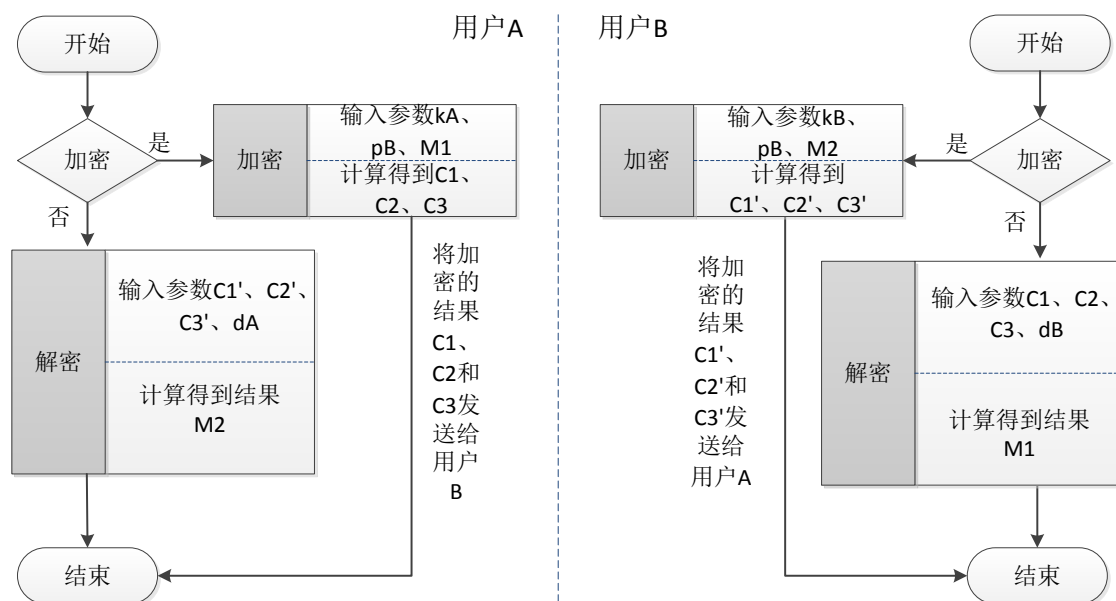 用户A
开始
加密
是
否
加密
输入参数kA、
pB、M1
计算得到C1、
C2、C3
解密
输入参数C1'、C2'、
C3'、dA
计算得到结果
M2
将加
密的
结果
C1、
C2和
C3发
送给
用户
B
结束
用户B
开始
加密
是
否
加密
输入参数kB、
pB、M2
计算得到
C1'、C2'、C3'
将加
密的
结果
C1'、
C2'和
C3'发
送给
用户A
解密
输入参数C1、C2、
C3、dB
计算得到结果
M1
结束